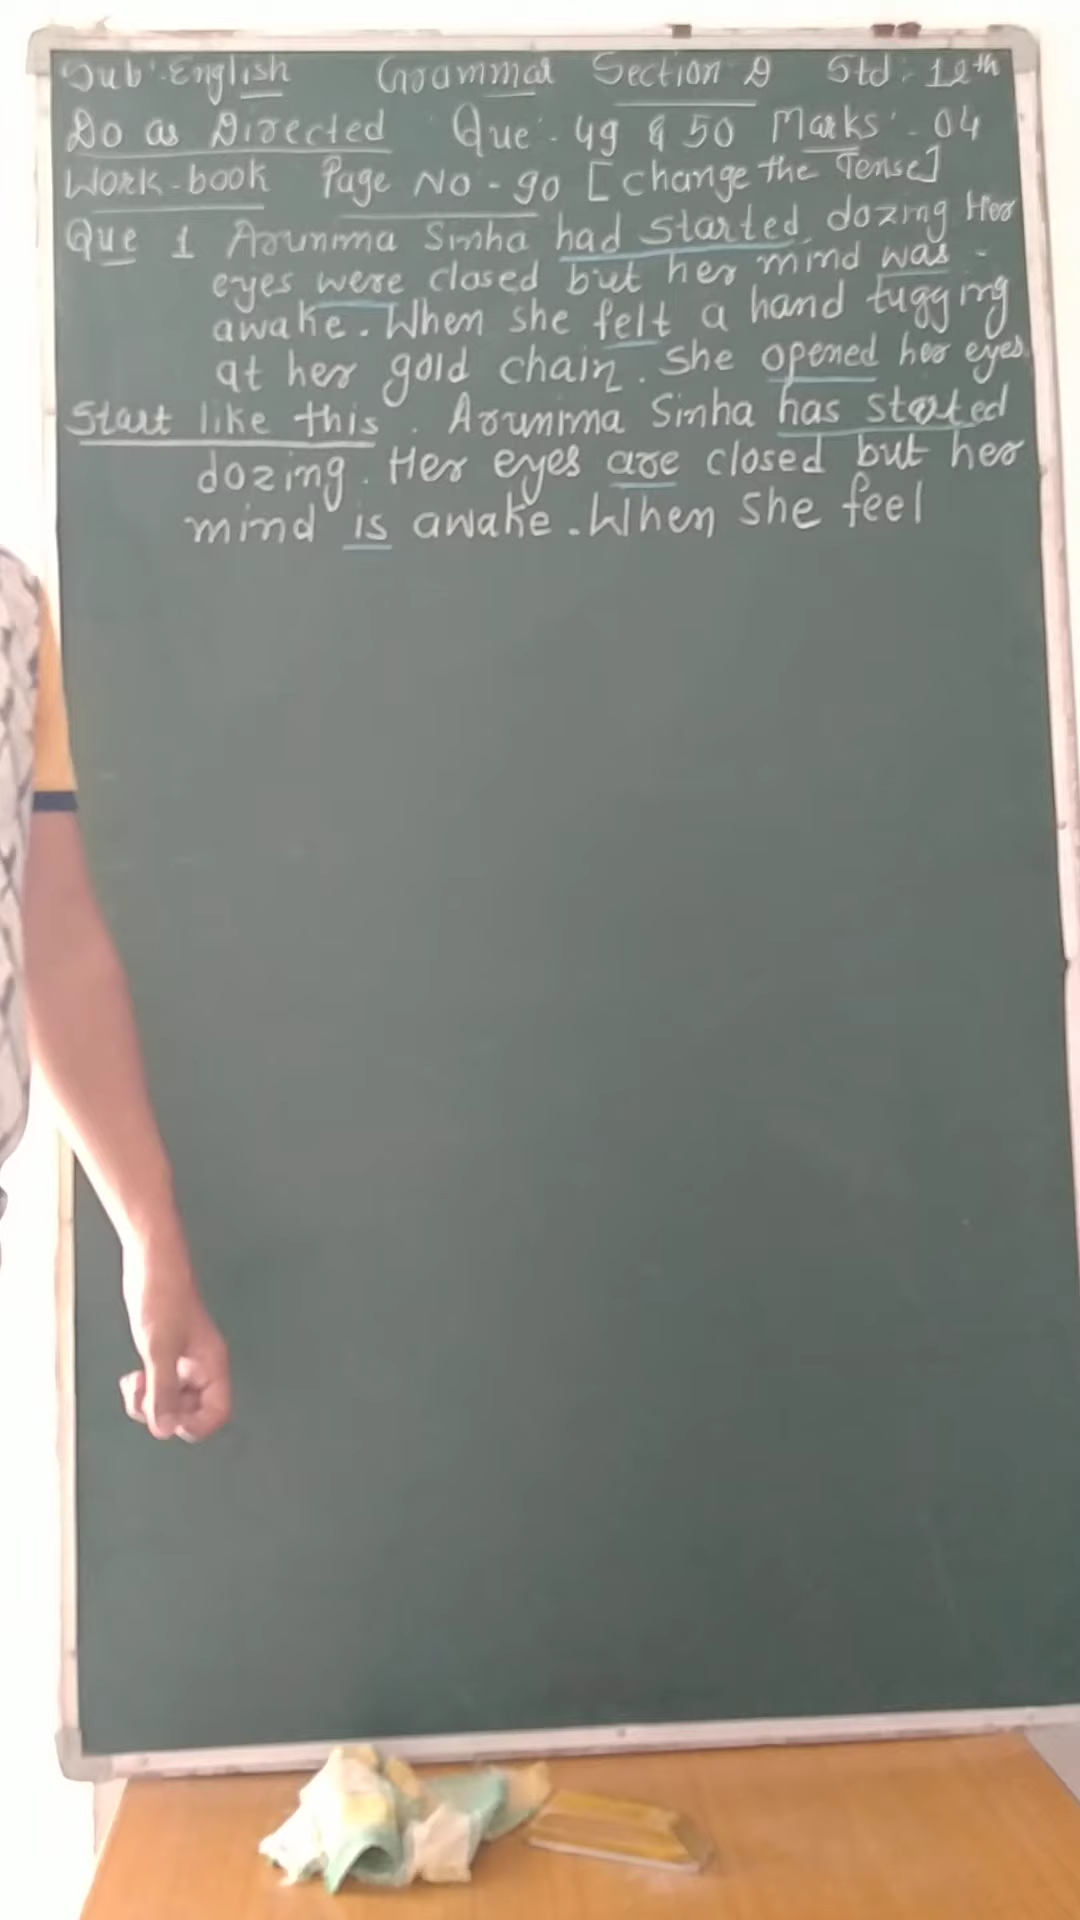 Sub: English Grammar Section D Std: 12th
Do as Directed Que: 49 & 50 Marks: 04
Work-book Page No - 90 [change the Tense]
Que 1 Arunima Sinha had started dozing Her
eyes were closed but her mind was -
awake. When she felt a hand tugging
at her gold chain. She opened her eyes.
Start like this. Arunima Sinha has started
dozing. Her eyes are closed but her
mind is awake. When she feel